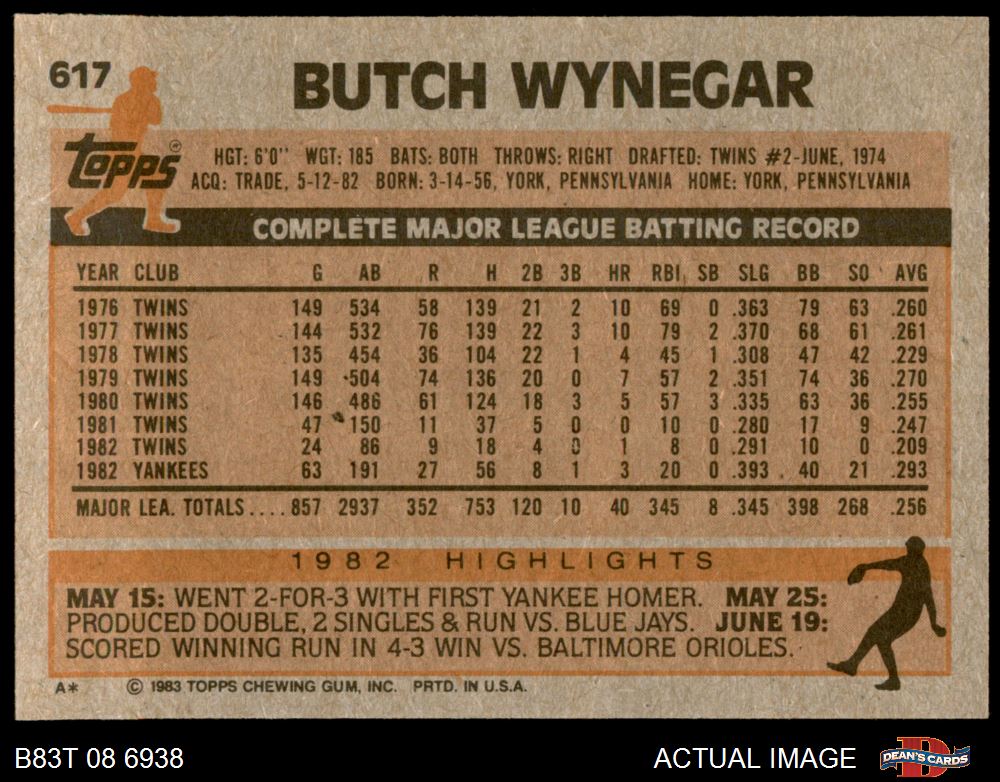 617
BUTCH WYNEGAR
Topps
HGT: 6'0" WGT: 185 BATS: BOTH THROWS: RIGHT DRAFTED: TWINS #2-JUNE, 1974
ACQ: TRADE, 5-12-82 BORN: 3-14-56, YORK, PENNSYLVANIA HOME: YORK, PENNSYLVANIA
COMPLETE MAJOR LEAGUE BATTING RECORD
YEAR CLUB G AB R H 2B 3B HR RBI SB SLG BB SO AVG
1976 TWINS 149 534 58 139 21 2 10 69 0 .363 79 63 .260
1977 TWINS 144 532 76 139 22 3 10 79 2 .370 68 61 .261
1978 TWINS 135 454 36 104 22 1 4 45 1 .308 47 42 .229
1979 TWINS 149 504 74 136 20 0 7 57 2 .351 74 36 .270
1980 TWINS 146 486 61 124 18 3 5 57 3 .335 63 36 .255
1981 TWINS 47 150 11 37 5 0 0 10 0 .280 17 9 .247
1982 TWINS 24 86 9 18 4 0 1 8 0 .291 10 0 .209
1982 YANKEES 63 191 27 56 8 1 3 20 0 .393 40 21 .293
MAJOR LEA. TOTALS....857 2937 352 753 120 10 40 345 8 .345 398 268 .256
1982 HIGHLIGHTS
MAY 15: WENT 2-FOR-3 WITH FIRST YANKEE HOMER. MAY 25:
PRODUCED DOUBLE, 2 SINGLES & RUN VS. BLUE JAYS. JUNE 19:
SCORED WINNING RUN IN 4-3 WIN VS. BALTIMORE ORIOLES.
A* © 1983 TOPPS CHEWING GUM, INC. PRTD. IN U.S.A.
B83T 08 6938 ACTUAL IMAGE DEAN'S CARDS